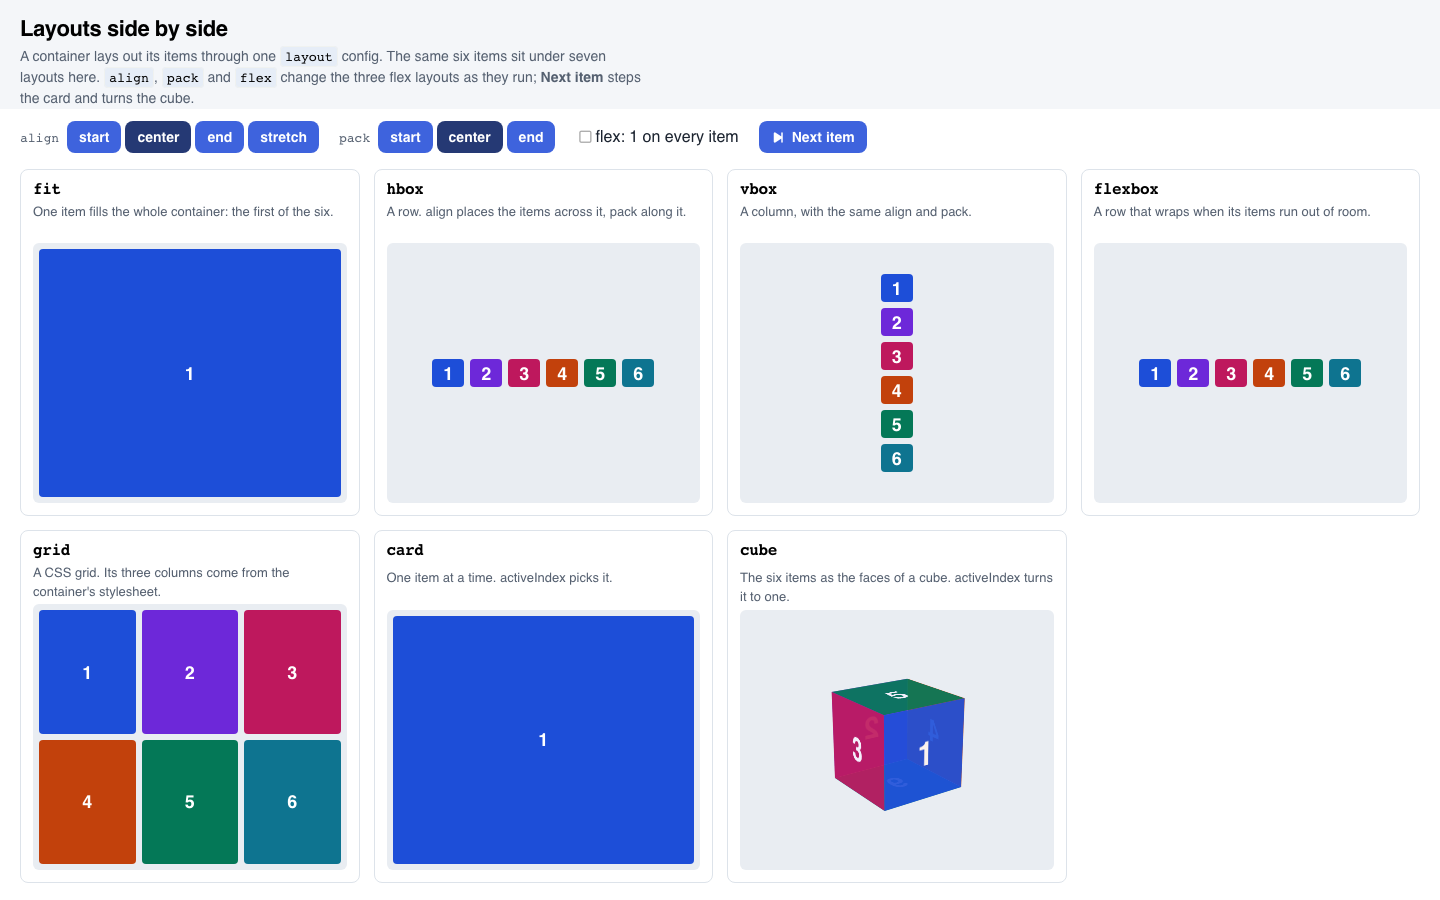 Layouts side by side
A container lays out its items through one layout config. The same six items sit under seven
layouts here. align , pack and flex change the three flex layouts as they run; Next item steps
the card and turns the cube.
align start center end stretch pack start center end flex: 1 on every item Next item
fit
One item fills the whole container: the first of the six.
1
hbox
A row. align places the items across it, pack along it.
1 2 3 4 5 6
vbox
A column, with the same align and pack.
1
2
3
4
5
6
flexbox
A row that wraps when its items run out of room.
1 2 3 4 5 6
grid
A CSS grid. Its three columns come from the
container's stylesheet.
1 2 3
4 5 6
card
One item at a time. activeIndex picks it.
1
cube
The six items as the faces of a cube. activeIndex turns
it to one.
5
2 4
3 1
6